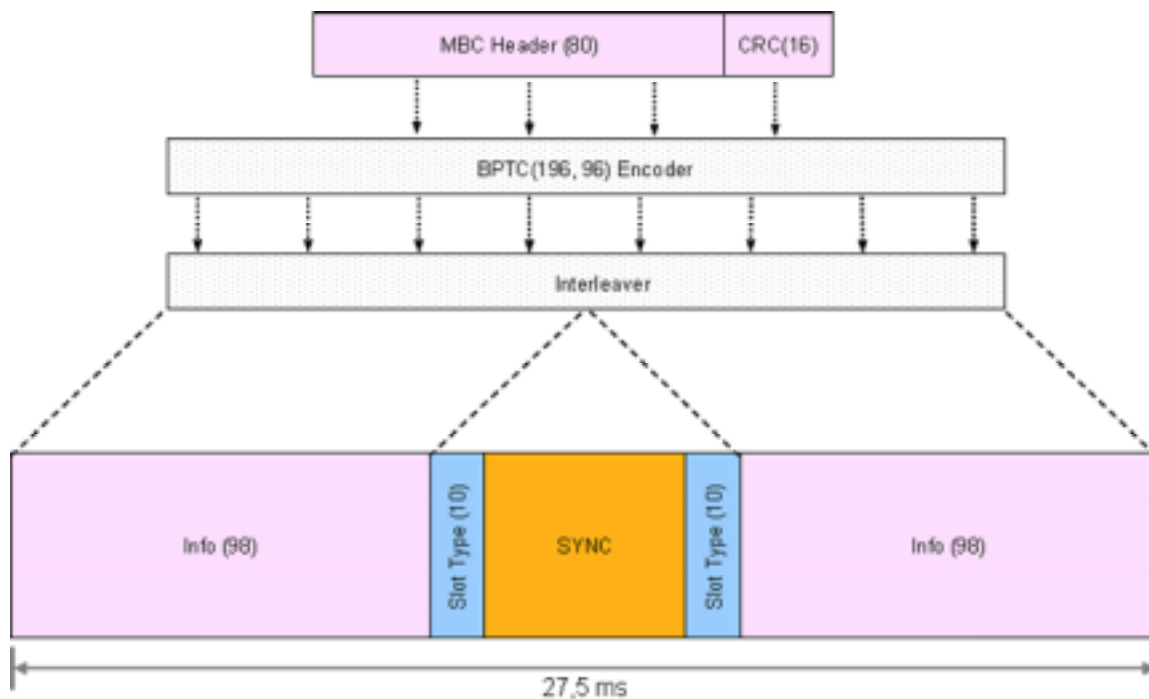 MBC Header (80) CRC(16)
BPTC(196, 96) Encoder
Interleaver
Info (98) Slot Type (10) SYNC Slot Type (10) Info (98)
27,5 ms